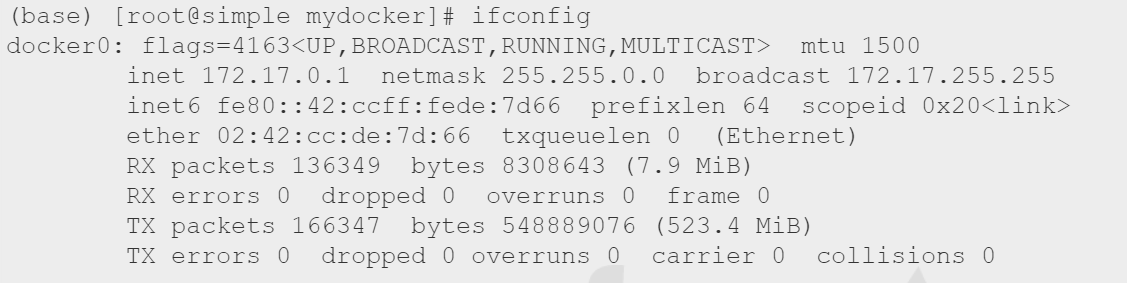 (base) [root@simple mydocker]# ifconfig
docker0: flags=4163<UP,BROADCAST,RUNNING,MULTICAST>  mtu 1500
        inet 172.17.0.1  netmask 255.255.0.0  broadcast 172.17.255.255
        inet6 fe80::42:ccff:fede:7d66  prefixlen 64  scopeid 0x20<link>
        ether 02:42:cc:de:7d:66  txqueuelen 0  (Ethernet)
        RX packets 136349  bytes 8308643 (7.9 MiB)
        RX errors 0  dropped 0  overruns 0  frame 0
        TX packets 166347  bytes 548889076 (523.4 MiB)
        TX errors 0  dropped 0 overruns 0  carrier 0  collisions 0